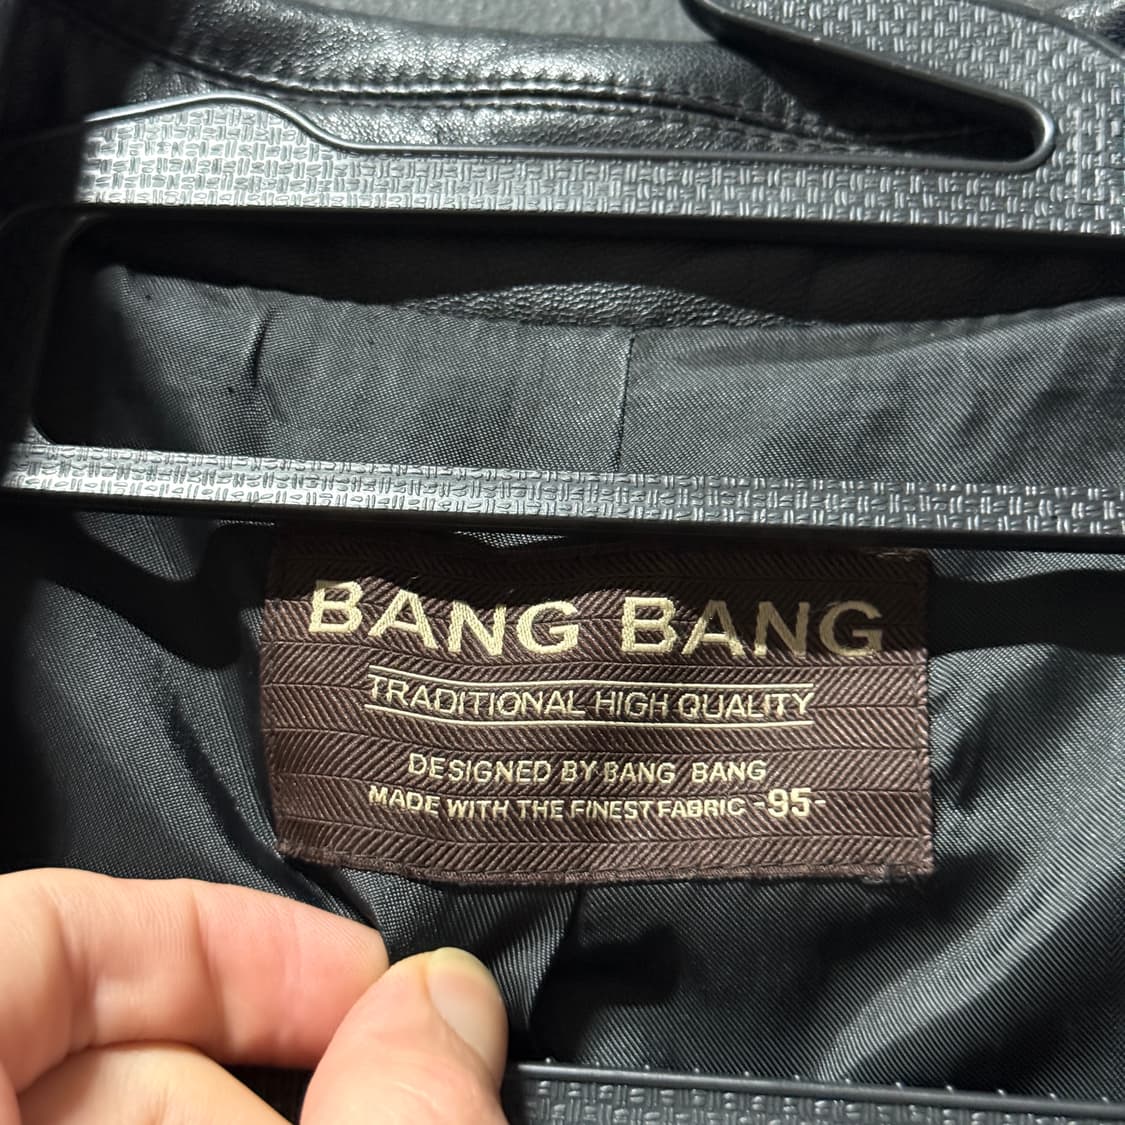 BANG BANG
TRADITIONAL HIGH QUALITY
DESIGNED BY BANG BANG
MADE WITH THE FINEST FABRIC -95-